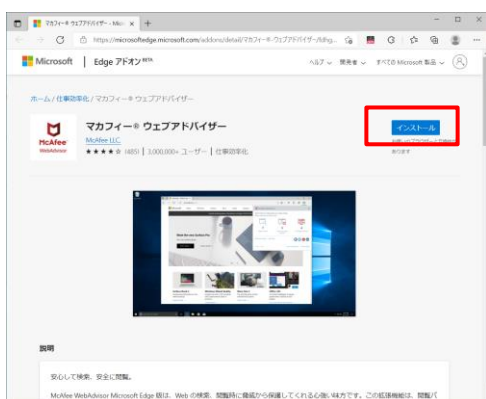 マカフィー® ウェブアドバイザー - Micr
https://microsoftedge.microsoft.com/addons/detail/マカフィー®-ウェブアドバイザー/fdhg...
Microsoft | Edge アドオン BETA
ヘルプ 開発者 すべての Microsoft 製品
ホーム / 仕事効率化 / マカフィー® ウェブアドバイザー
マカフィー® ウェブアドバイザー
インストール
McAfee LLC.
McAfee
WebAdvisor
★★★★☆ (485) | 3,000,000+ ユーザー | 仕事効率化
あります
説明
安心して検索、安全に閲覧。
McAfee WebAdvisor Microsoft Edge 版は、Web の検索、閲覧時に脅威から保護してくれる心強い味方です。この拡張機能は、閲覧パ